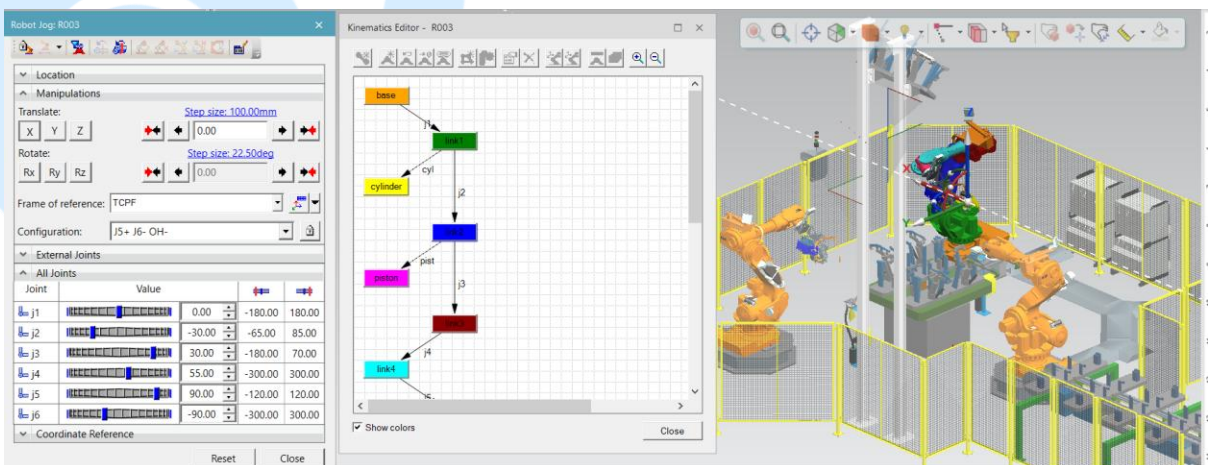 Robot Jog: R003
Location
Manipulations
Translate:
Step size: 100.00mm
X Y Z
0.00
Rotate:
Step size: 22.50deg
Rx Ry Rz
0.00
Frame of reference: TCPF
Configuration: J5+ J6- OH-
External Joints
All Joints
Joint Value
j1 0.00 -180.00 180.00
j2 -30.00 -65.00 85.00
j3 30.00 -180.00 70.00
j4 55.00 -300.00 300.00
j5 90.00 -120.00 120.00
j6 -90.00 -300.00 300.00
Coordinate Reference
Reset Close
Kinematics Editor - R003
base
j1
link1
cyl
cylinder
j2
link2
pist
piston
j3
link3
j4
link4
Show colors
Close
X
Y